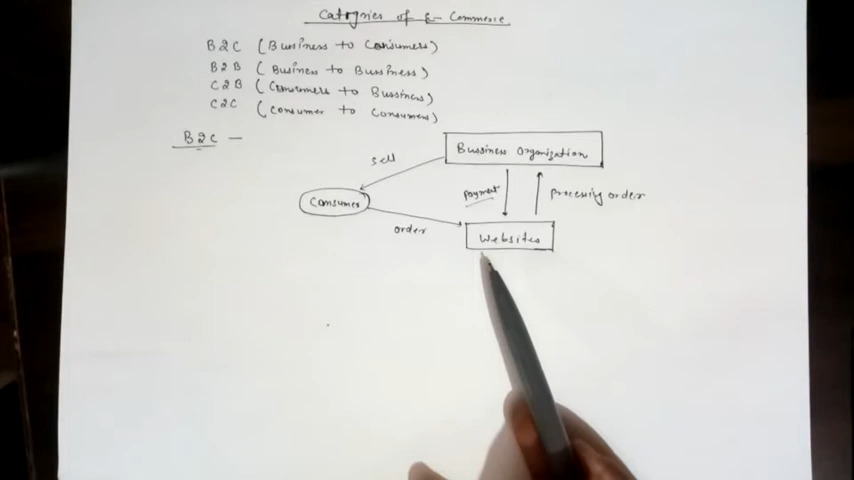 Catogries of E- Commerce
B2C (Bussiness to Consumers)
B2B (Business to Bussiness)
C2B (Consumers to Bussiness)
C2C (Consumer to Consumers)
B2C -
Bussiness Organization
sell
payment
processing order
Consumer
order
Websites